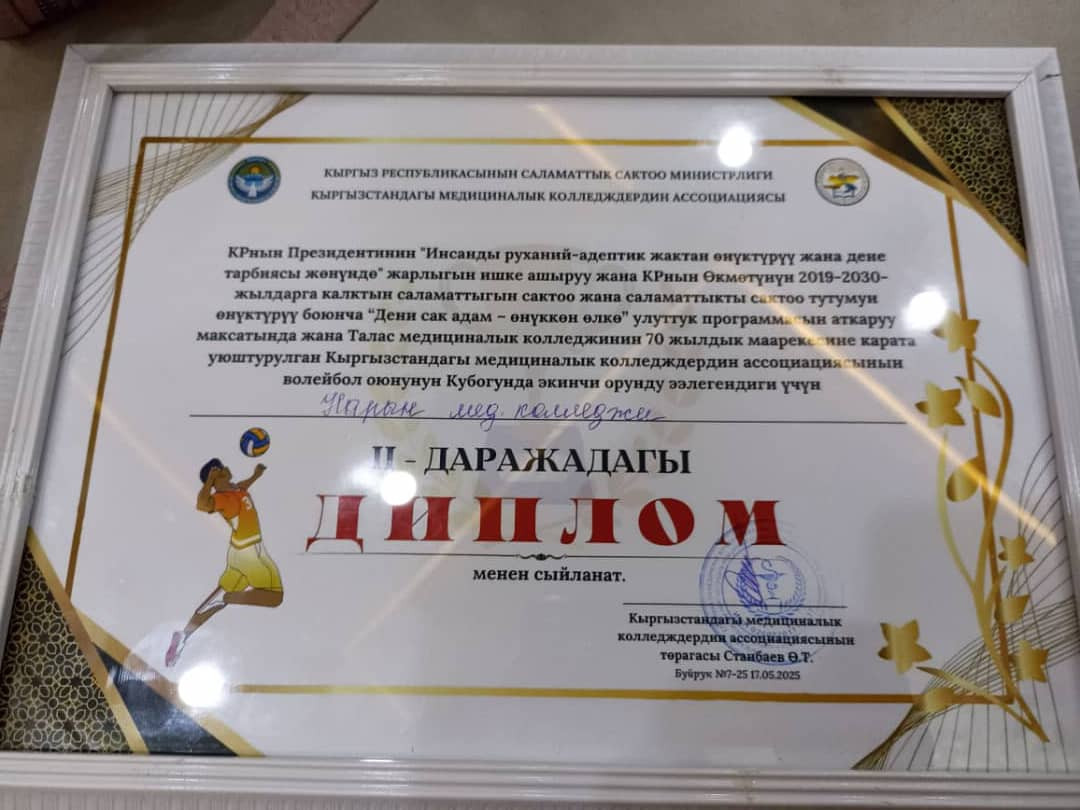 КЫРГЫЗ РЕСПУБЛИКАСЫНЫН САЛАМАТТЫК САКТОО МИНИСТРЛИГИ
КЫРГЫЗСТАНДАГЫ МЕДИЦИНАЛЫК КОЛЛЕДЖДЕРДИН АССОЦИАЦИЯСЫ
КРнын Президентинин "Инсанды руханий-адептик жактан өнүктүрүү жана дене
тарбиясы жөнүндө" жарлыгын ишке ашыруу жана КРнын Өкмөтүнүн 2019-2030-
жылдарга калктын саламаттыгын сактоо жана саламаттыкты сактоо тутумун
өнүктүрүү боюнча “Дени сак адам – өнүккөн өлкө” улуттук программасын аткаруу
максатында жана Талас медициналык колледжинин 70 жылдык маарекесине карата
уюштурулган Кыргызстандагы медициналык колледждердин ассоциациясынын
волейбол оюнунун Кубогунда экинчи орунду ээлегендиги үчүн
Нарын мед. колледжи
II - ДАРАЖАДАГЫ
ДИПЛОМ
менен сыйланат.
Кыргызстандагы медициналык
колледждердин ассоциациясынын
төрагасы Станбаев Ө.Т.
Буйрук №7-25 17.05.2025